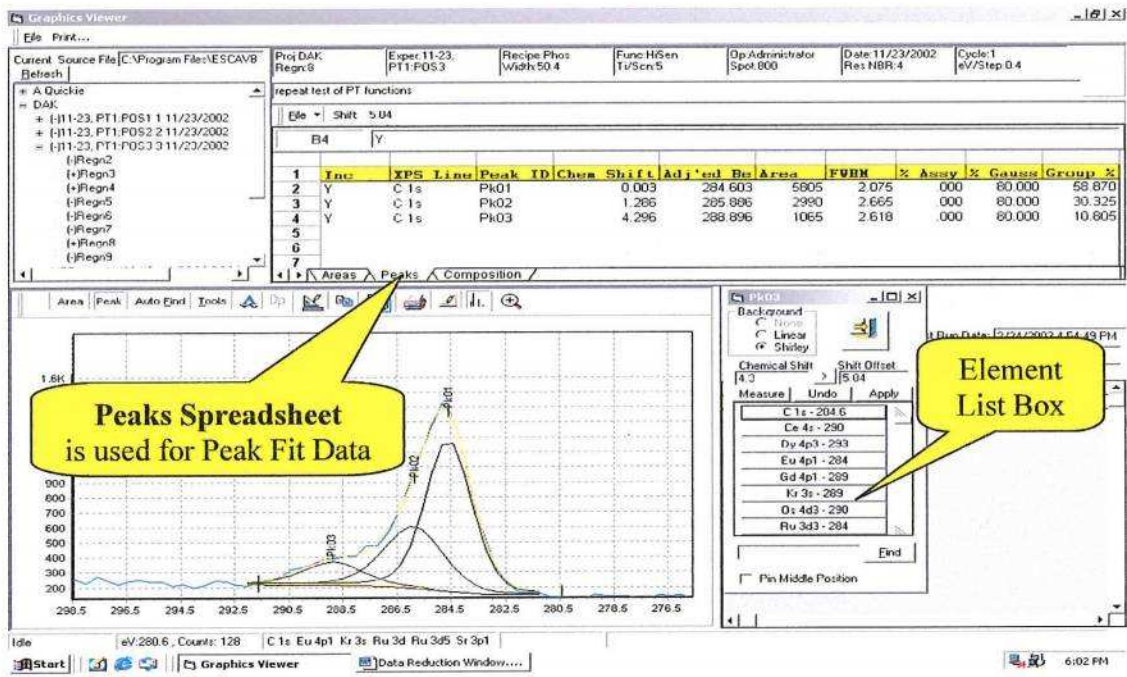 Graphics Viewer
File Print...
Current Source File C:\Program Files\ESCAVB
Refresh
A Quickie
DAK
(-)11-23, PT1:POS1 1 11/23/2002
(-)11-23, PT1:POS2 2 11/23/2002
(-)11-23, PT1:POS3 3 11/23/2002
(-)Regn2
(+)Regn3
(+)Regn4
(-)Regn5
(-)Regn6
(-)Regn7
(+)Regn8
(-)Regn9
Proj:DAK Exper:11-23, Recipe:Phos Func:HiSen Op:Administrator Date:11/23/2002 Cycle:1
Regn:8 PT1:POS3 Width:50.4 Ti/Scn:5 Spot:800 Res NBR:4 eV/Step:0.4
repeat test of PT functions
File Shift 5.04
B4 Y
1 Inc XPS Line Peak ID Chem Shift Adj'ed Be Area FWHM % Assy % Gauss Group %
2 Y C 1s Pk01 0.003 284.603 5805 2.075 .000 80.000 58.870
3 Y C 1s Pk02 1.286 285.886 2990 2.665 .000 80.000 30.325
4 Y C 1s Pk03 4.296 288.896 1065 2.618 .000 80.000 10.805
5
6
7
Areas Peaks Composition
Area Peak Auto Find Tools A Dp
Pk03
Background
None
Linear
Shirley
Chemical Shift Shift Offset
4.3 > 5.04
Measure Undo Apply
C 1s - 284.6
Ce 4s - 290
Dy 4p3 - 293
Eu 4p1 - 284
Gd 4p1 - 289
Kr 3s - 289
Os 4d3 - 290
Ru 3d3 - 284
Find
Pin Middle Position
t Run Date: 2/24/2003 4:54:49 PM
Element
List Box
Peaks Spreadsheet
is used for Peak Fit Data
1.6K
900
800
700
600
500
400
300
200
Pk01
Pk02
Pk03
298.5 296.5 294.5 292.5 290.5 288.5 286.5 284.5 282.5 280.5 278.5 276.5
Idle eV:280.6 , Counts: 128 C 1s Eu 4p1 Kr 3s Ru 3d Ru 3d5 Sr 3p1
Start Graphics Viewer Data Reduction Window.... 6:02 PM